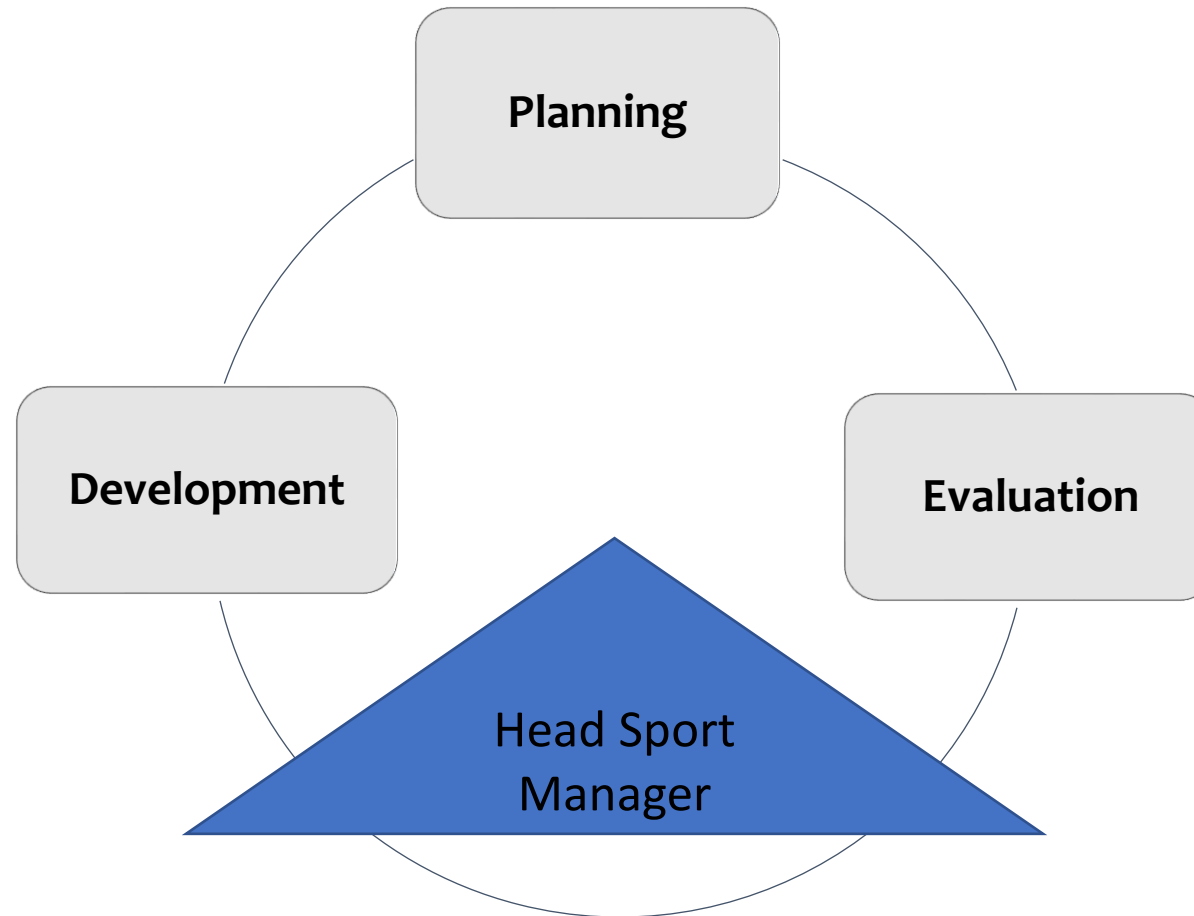 Planning
Development
Evaluation
Head Sport
Manager